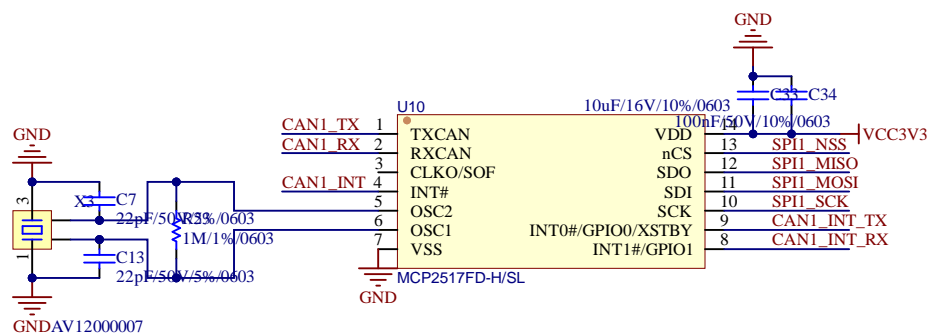 GND
U10
10uF/16V/10%/0603
C33
C34
100nF/50V/10%/0603
CAN1_TX 1 TXCAN VDD 14 VCC3V3
CAN1_RX 2 RXCAN nCS 13 SPI1_NSS
3 CLKO/SOF SDO 12 SPI1_MISO
CAN1_INT 4 INT# SDI 11 SPI1_MOSI
5 OSC2 SCK 10 SPI1_SCK
6 OSC1 INT0#/GPIO0/XSTBY 9 CAN1_INT_TX
7 VSS INT1#/GPIO1 8 CAN1_INT_RX
MCP2517FD-H/SL
GND
GND
3
X3
C7
22pF/50V/5%/0603
R29
1M/1%/0603
1
C13
22pF/50V/5%/0603
GND
AV12000007